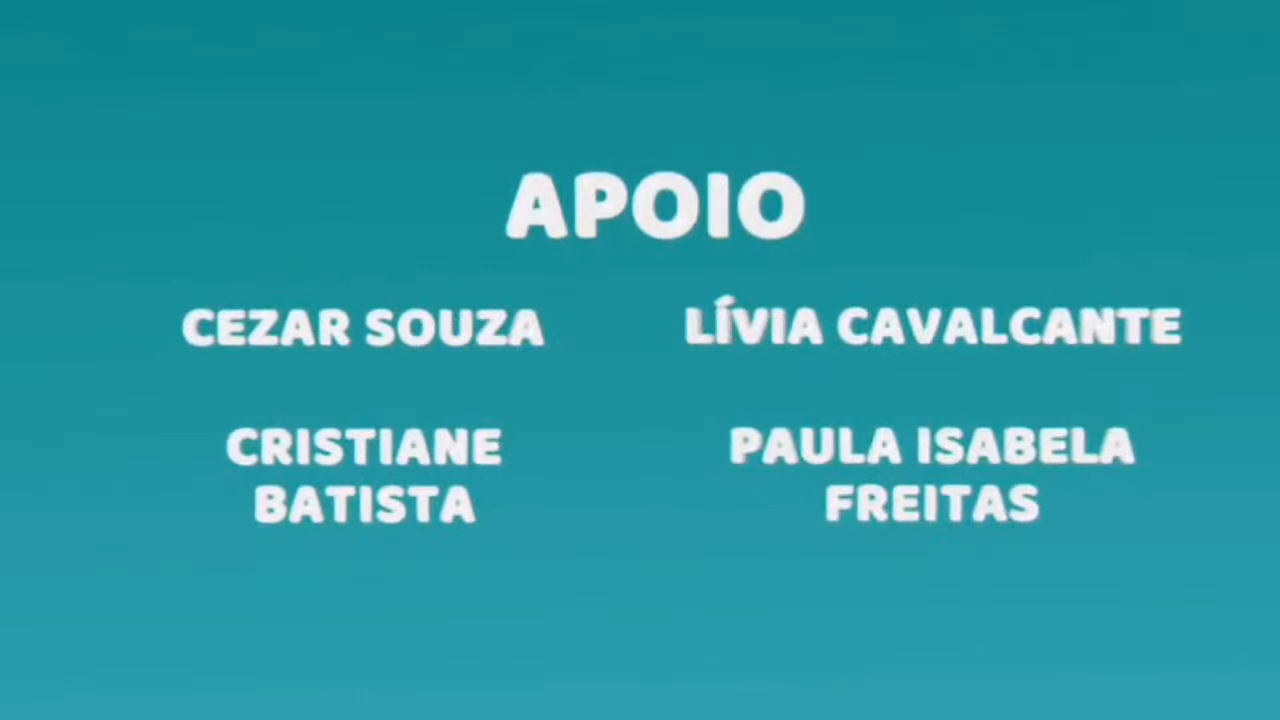 APOIO
CEZAR SOUZA
LÍVIA CAVALCANTE
CRISTIANE
BATISTA
PAULA ISABELA
FREITAS